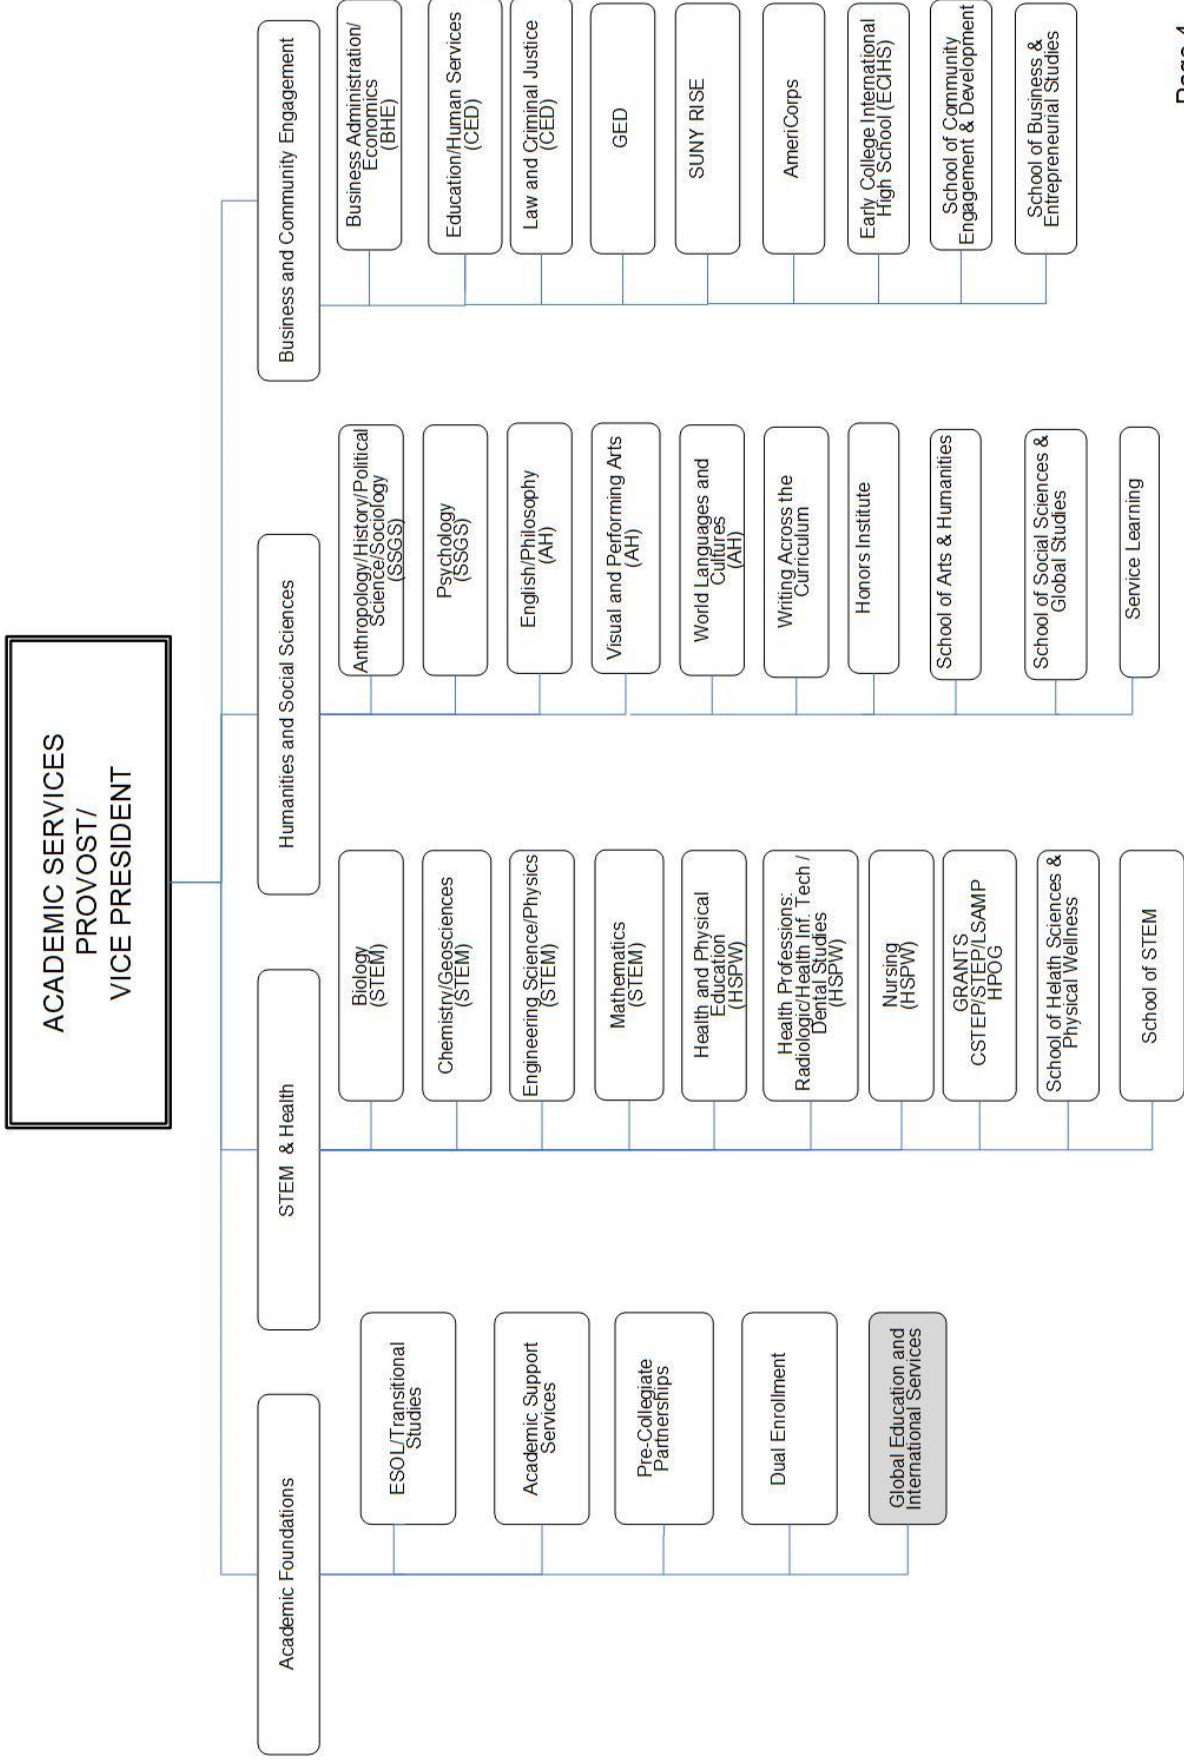 ACADEMIC SERVICES
PROVOST/
VICE PRESIDENT
Academic Foundations
ESOL/Transitional
Studies
Academic Support
Services
Pre-Collegiate
Partnerships
Dual Enrollment
Global Education and
International Services
STEM & Health
Biology
(STEM)
Chemistry/Geosciences
(STEM)
Engineering Science/Physics
(STEM)
Mathematics
(STEM)
Health and Physical
Education
(HSPW)
Health Professions:
Radiologic/Health Inf. Tech /
Dental Studies
(HSPW)
Nursing
(HSPW)
GRANTS
CSTEP/STEP/LSAMP
HPOG
School of Helath Sciences &
Physical Wellness
School of STEM
Humanities and Social Sciences
Anthropology/History/Political
Science/Sociology
(SSGS)
Psychology
(SSGS)
English/Philosophy
(AH)
Visual and Performing Arts
(AH)
World Languages and
Cultures
(AH)
Writing Across the
Curriculum
Honors Institute
School of Arts & Humanities
School of Social Sciences &
Global Studies
Service Learning
Business and Community Engagement
Business Administration/
Economics
(BHE)
Education/Human Services
(CED)
Law and Criminal Justice
(CED)
GED
SUNY RISE
AmeriCorps
Early College International
High School (ECIHS)
School of Community
Engagement & Development
School of Business &
Entrepreneurial Studies
Page 4